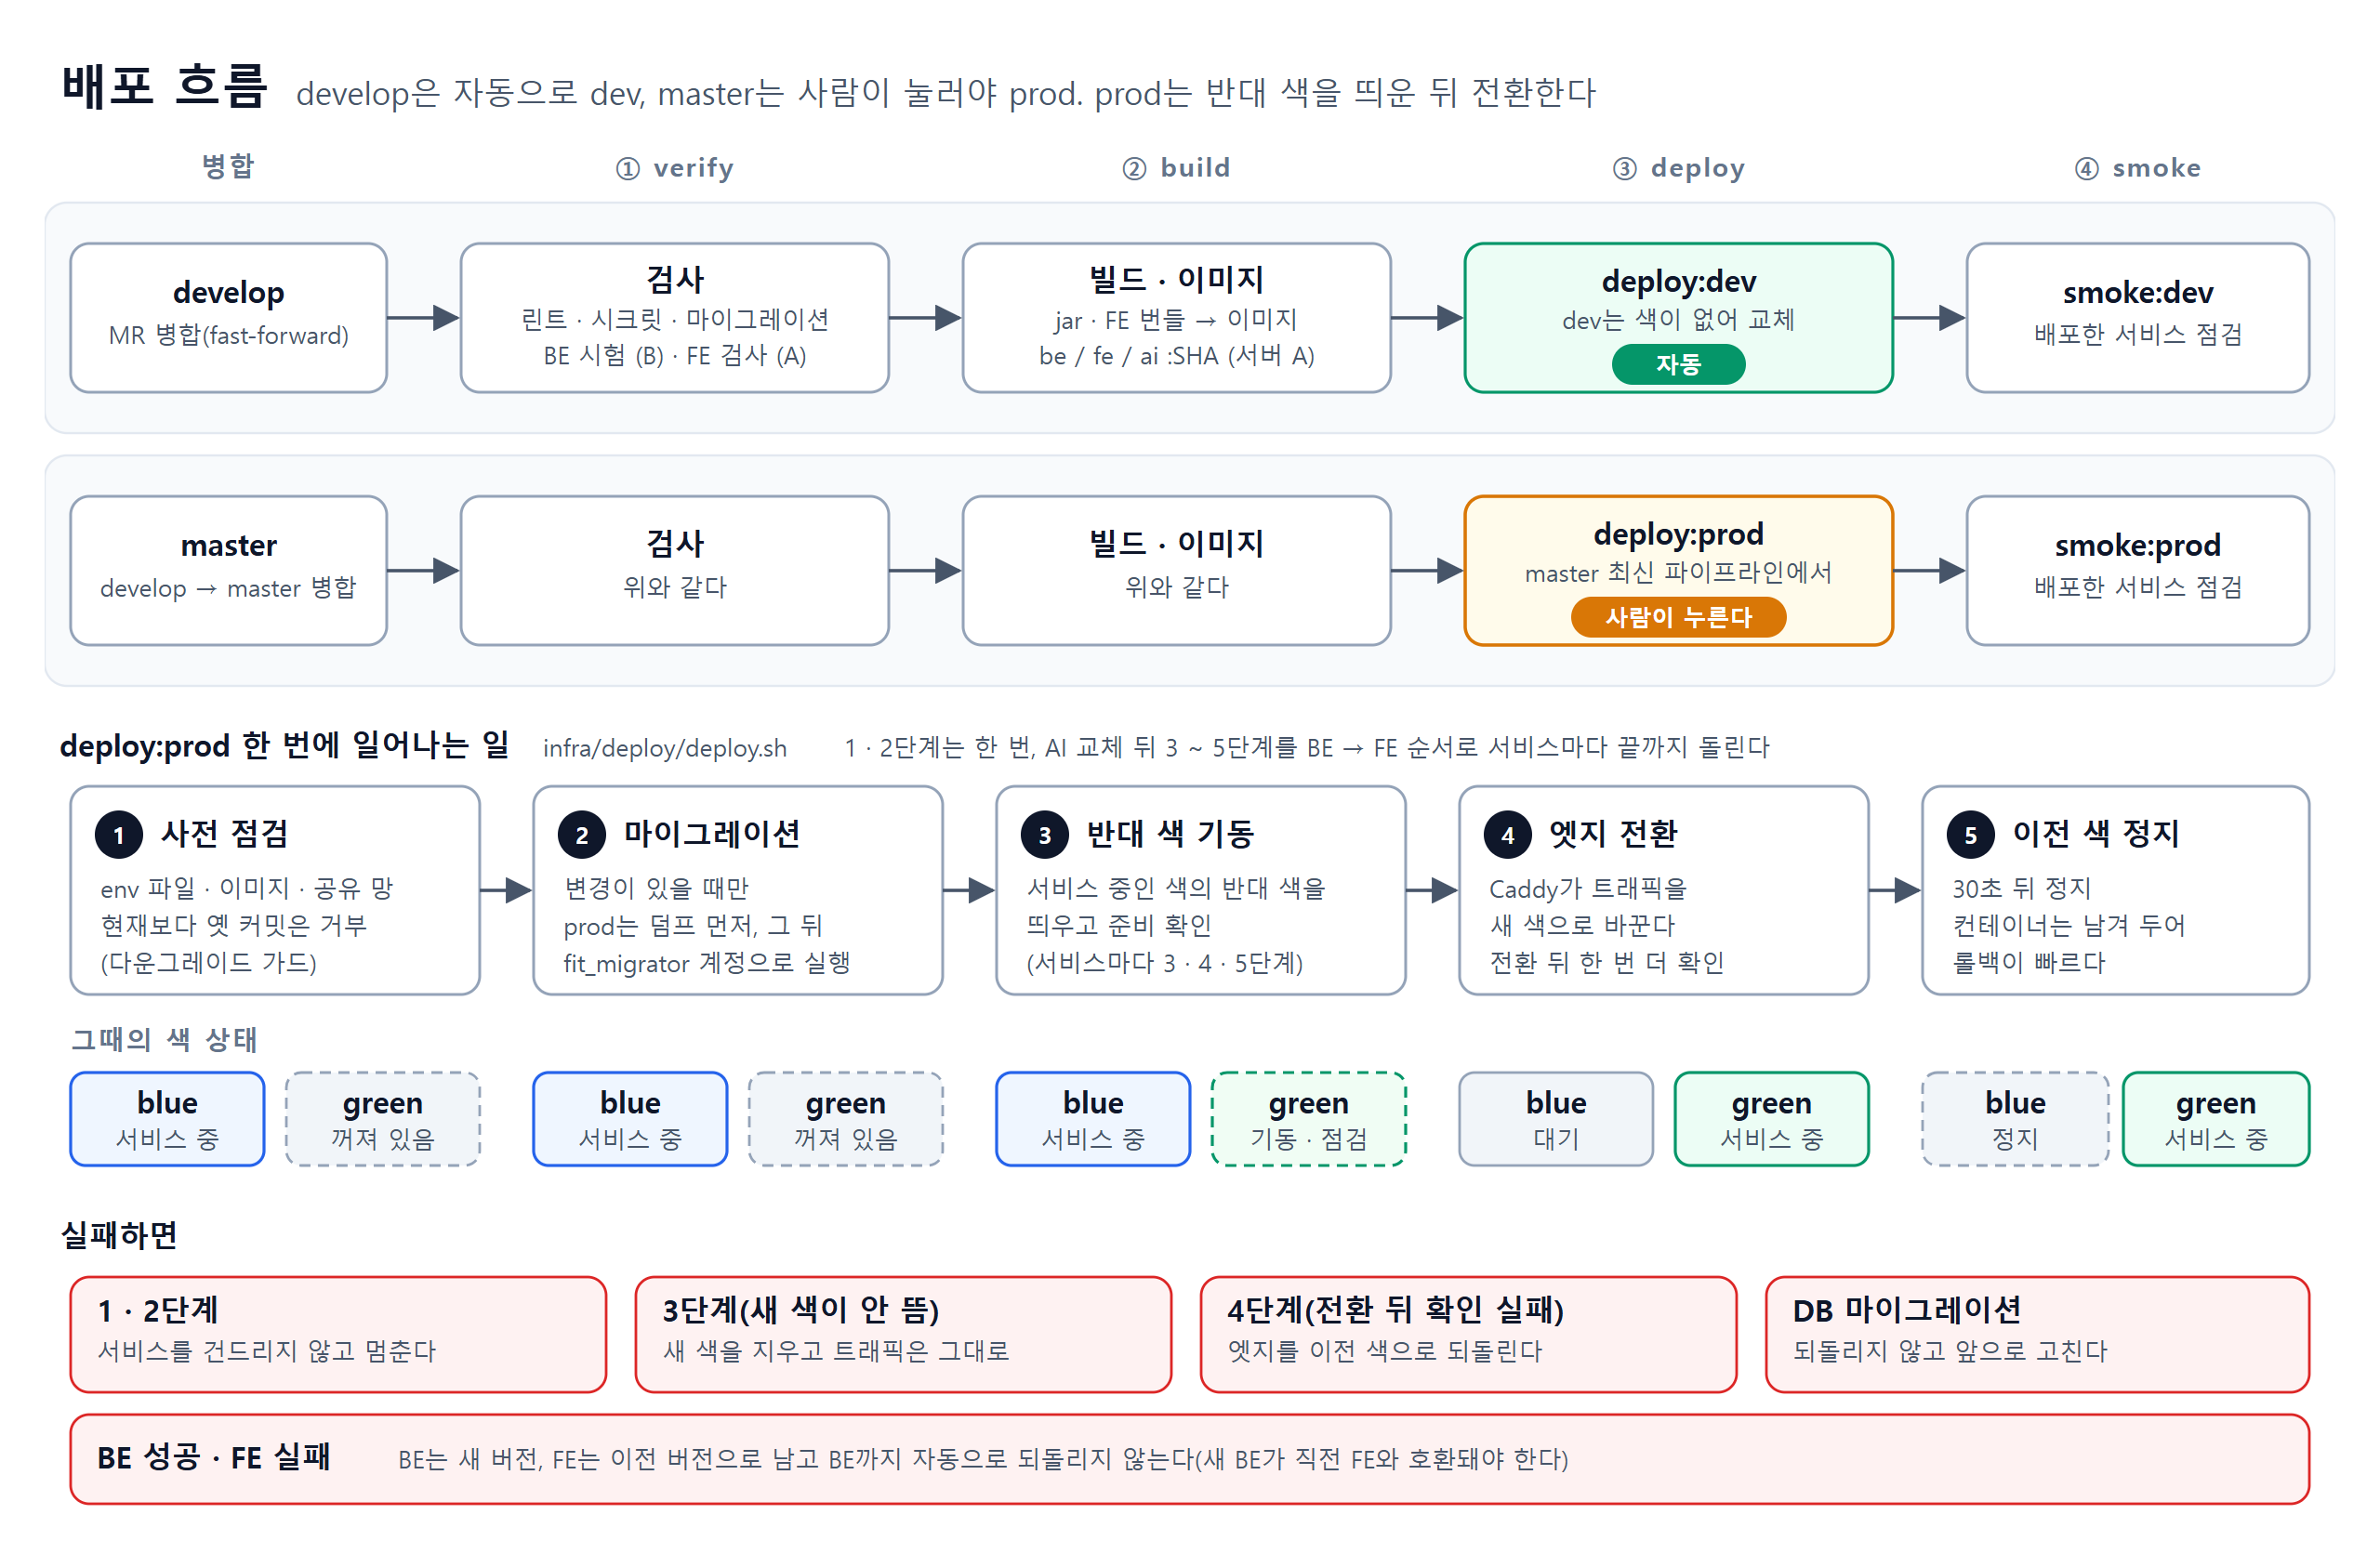 배포 흐름 develop은 자동으로 dev, master는 사람이 눌러야 prod. prod는 반대 색을 띄운 뒤 전환한다
병합
① verify
② build
③ deploy
④ smoke
develop
MR 병합(fast-forward)
검사
린트 · 시크릿 · 마이그레이션
BE 시험 (B) · FE 검사 (A)
빌드 · 이미지
jar · FE 번들 → 이미지
be / fe / ai :SHA (서버 A)
deploy:dev
dev는 색이 없어 교체
자동
smoke:dev
배포한 서비스 점검
master
develop → master 병합
검사
위와 같다
빌드 · 이미지
위와 같다
deploy:prod
master 최신 파이프라인에서
사람이 누른다
smoke:prod
배포한 서비스 점검
deploy:prod 한 번에 일어나는 일 infra/deploy/deploy.sh 1 · 2단계는 한 번, AI 교체 뒤 3 ~ 5단계를 BE → FE 순서로 서비스마다 끝까지 돌린다
1 사전 점검
env 파일 · 이미지 · 공유 망
현재보다 옛 커밋은 거부
(다운그레이드 가드)
2 마이그레이션
변경이 있을 때만
prod는 덤프 먼저, 그 뒤
fit_migrator 계정으로 실행
3 반대 색 기동
서비스 중인 색의 반대 색을
띄우고 준비 확인
(서비스마다 3 · 4 · 5단계)
4 엣지 전환
Caddy가 트래픽을
새 색으로 바꾼다
전환 뒤 한 번 더 확인
5 이전 색 정지
30초 뒤 정지
컨테이너는 남겨 두어
롤백이 빠르다
그때의 색 상태
blue
서비스 중
green
꺼져 있음
blue
서비스 중
green
꺼져 있음
blue
서비스 중
green
기동 · 점검
blue
대기
green
서비스 중
blue
정지
green
서비스 중
실패하면
1 · 2단계
서비스를 건드리지 않고 멈춘다
3단계(새 색이 안 뜸)
새 색을 지우고 트래픽은 그대로
4단계(전환 뒤 확인 실패)
엣지를 이전 색으로 되돌린다
DB 마이그레이션
되돌리지 않고 앞으로 고친다
BE 성공 · FE 실패 BE는 새 버전, FE는 이전 버전으로 남고 BE까지 자동으로 되돌리지 않는다(새 BE가 직전 FE와 호환돼야 한다)